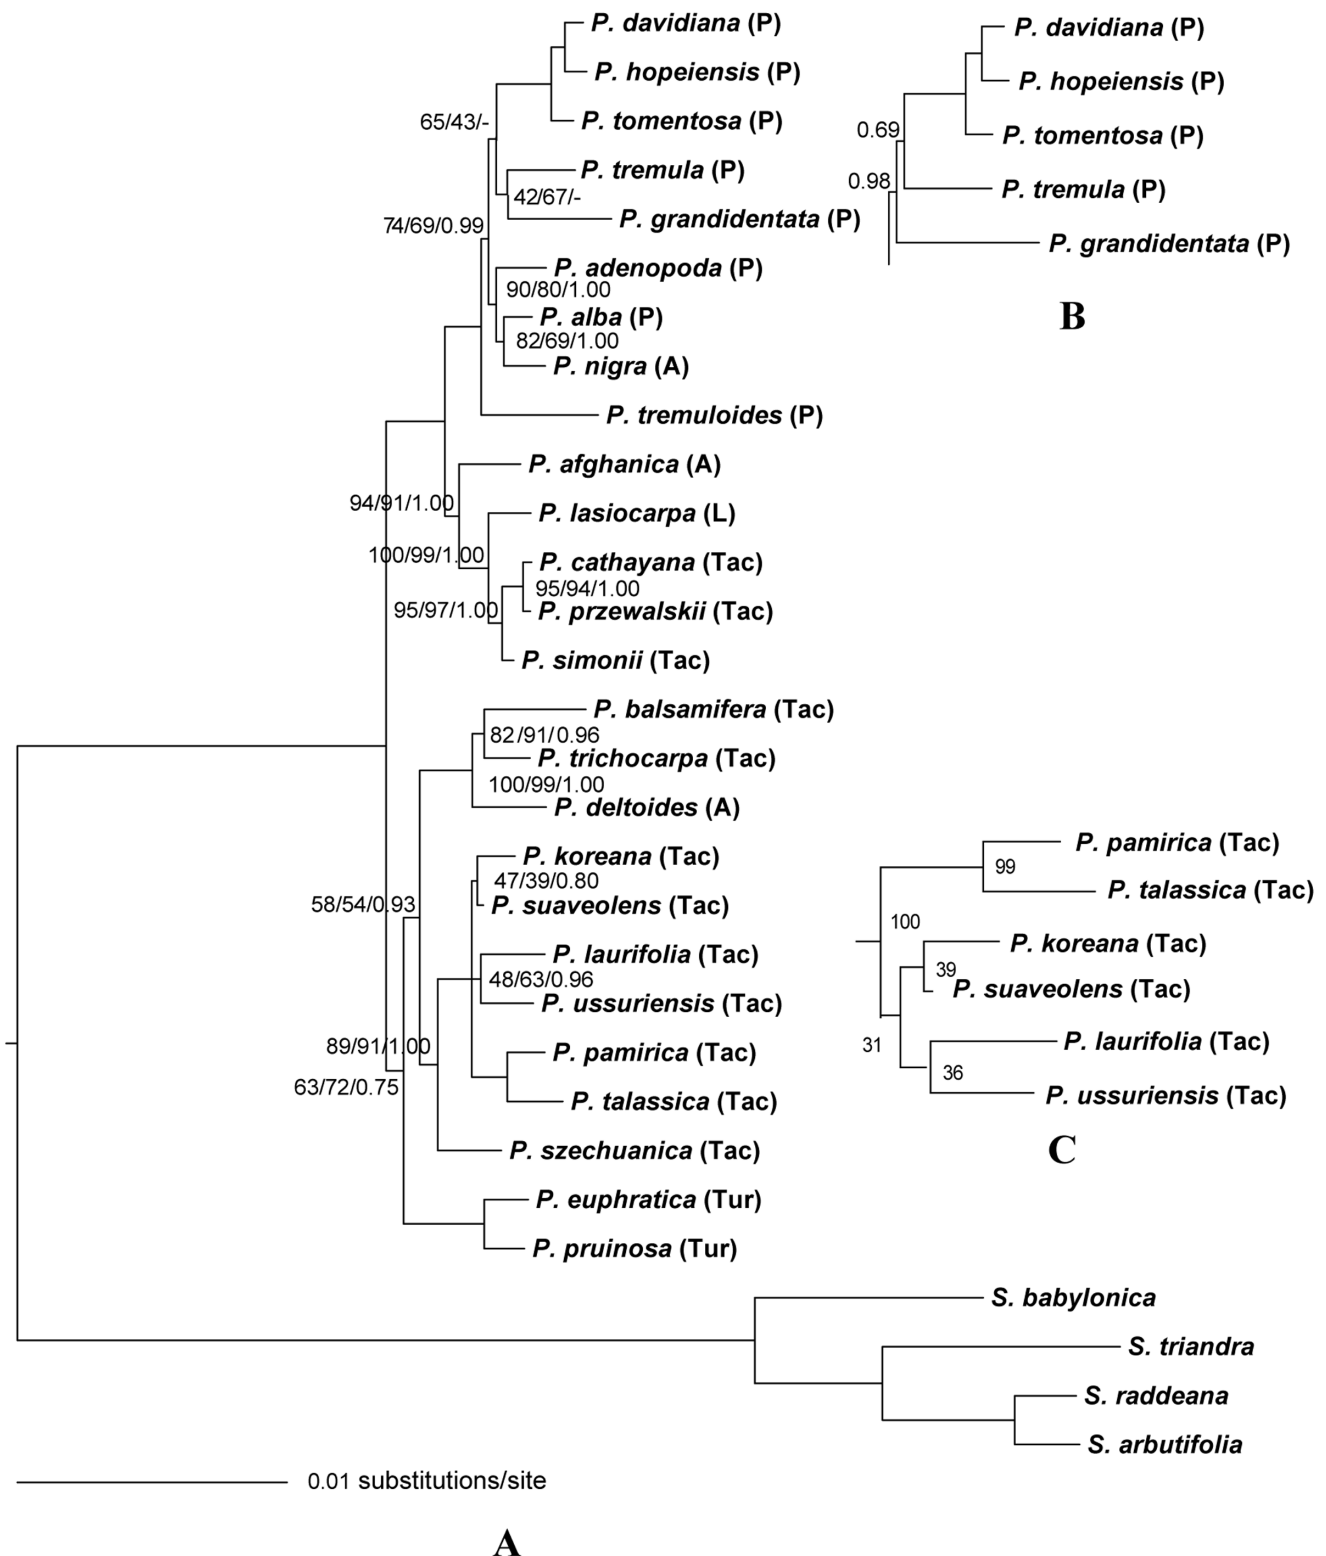 P. davidiana (P)
P. hopeiensis (P)
65/43/-
P. tomentosa (P)
P. tremula (P)
42/67/-
P. grandidentata (P)
74/69/0.99
P. adenopoda (P)
90/80/1.00
P. alba (P)
82/69/1.00
P. nigra (A)
P. tremuloides (P)
P. afghanica (A)
94/91/1.00
P. lasiocarpa (L)
100/99/1.00
P. cathayana (Tac)
95/94/1.00
95/97/1.00
P. przewalskii (Tac)
P. simonii (Tac)
P. balsamifera (Tac)
82/91/0.96
P. trichocarpa (Tac)
100/99/1.00
P. deltoides (A)
P. koreana (Tac)
47/39/0.80
58/54/0.93
P. suaveolens (Tac)
P. laurifolia (Tac)
48/63/0.96
P. ussuriensis (Tac)
89/91/1.00
P. pamirica (Tac)
63/72/0.75
P. talassica (Tac)
P. szechuanica (Tac)
P. euphratica (Tur)
P. pruinosa (Tur)
S. babylonica
S. triandra
S. raddeana
S. arbutifolia
0.01 substitutions/site
A
P. davidiana (P)
P. hopeiensis (P)
0.69
P. tomentosa (P)
0.98
P. tremula (P)
P. grandidentata (P)
B
P. pamirica (Tac)
99
P. talassica (Tac)
100
P. koreana (Tac)
39
P. suaveolens (Tac)
31
P. laurifolia (Tac)
36
P. ussuriensis (Tac)
C